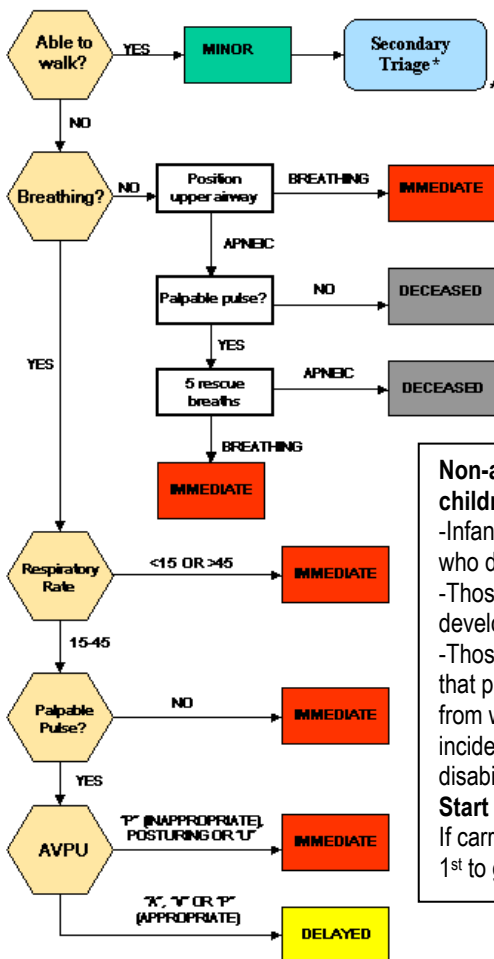 Able to
walk?
YES
MINOR
Secondary
Triage*
NO
Breathing?
NO
Position
upper airway
BREATHING
IMMEDIATE
APNEIC
Palpable pulse?
NO
DECEASED
YES
YES
5 rescue
breaths
APNEIC
DECEASED
BREATHING
IMMEDIATE
Respiratory
Rate
<15 OR >45
IMMEDIATE
15-45
Palpable
Pulse?
NO
IMMEDIATE
YES
AVPU
"P" (INAPPROPRIATE),
POSTURING OR "U"
IMMEDIATE
"A", "V" OR "P"
(APPROPRIATE)
DELAYED
-Infan
who d
-Thos
develo
-Thos
that p
from w
incide
disabi
Start
If carr
1st to g